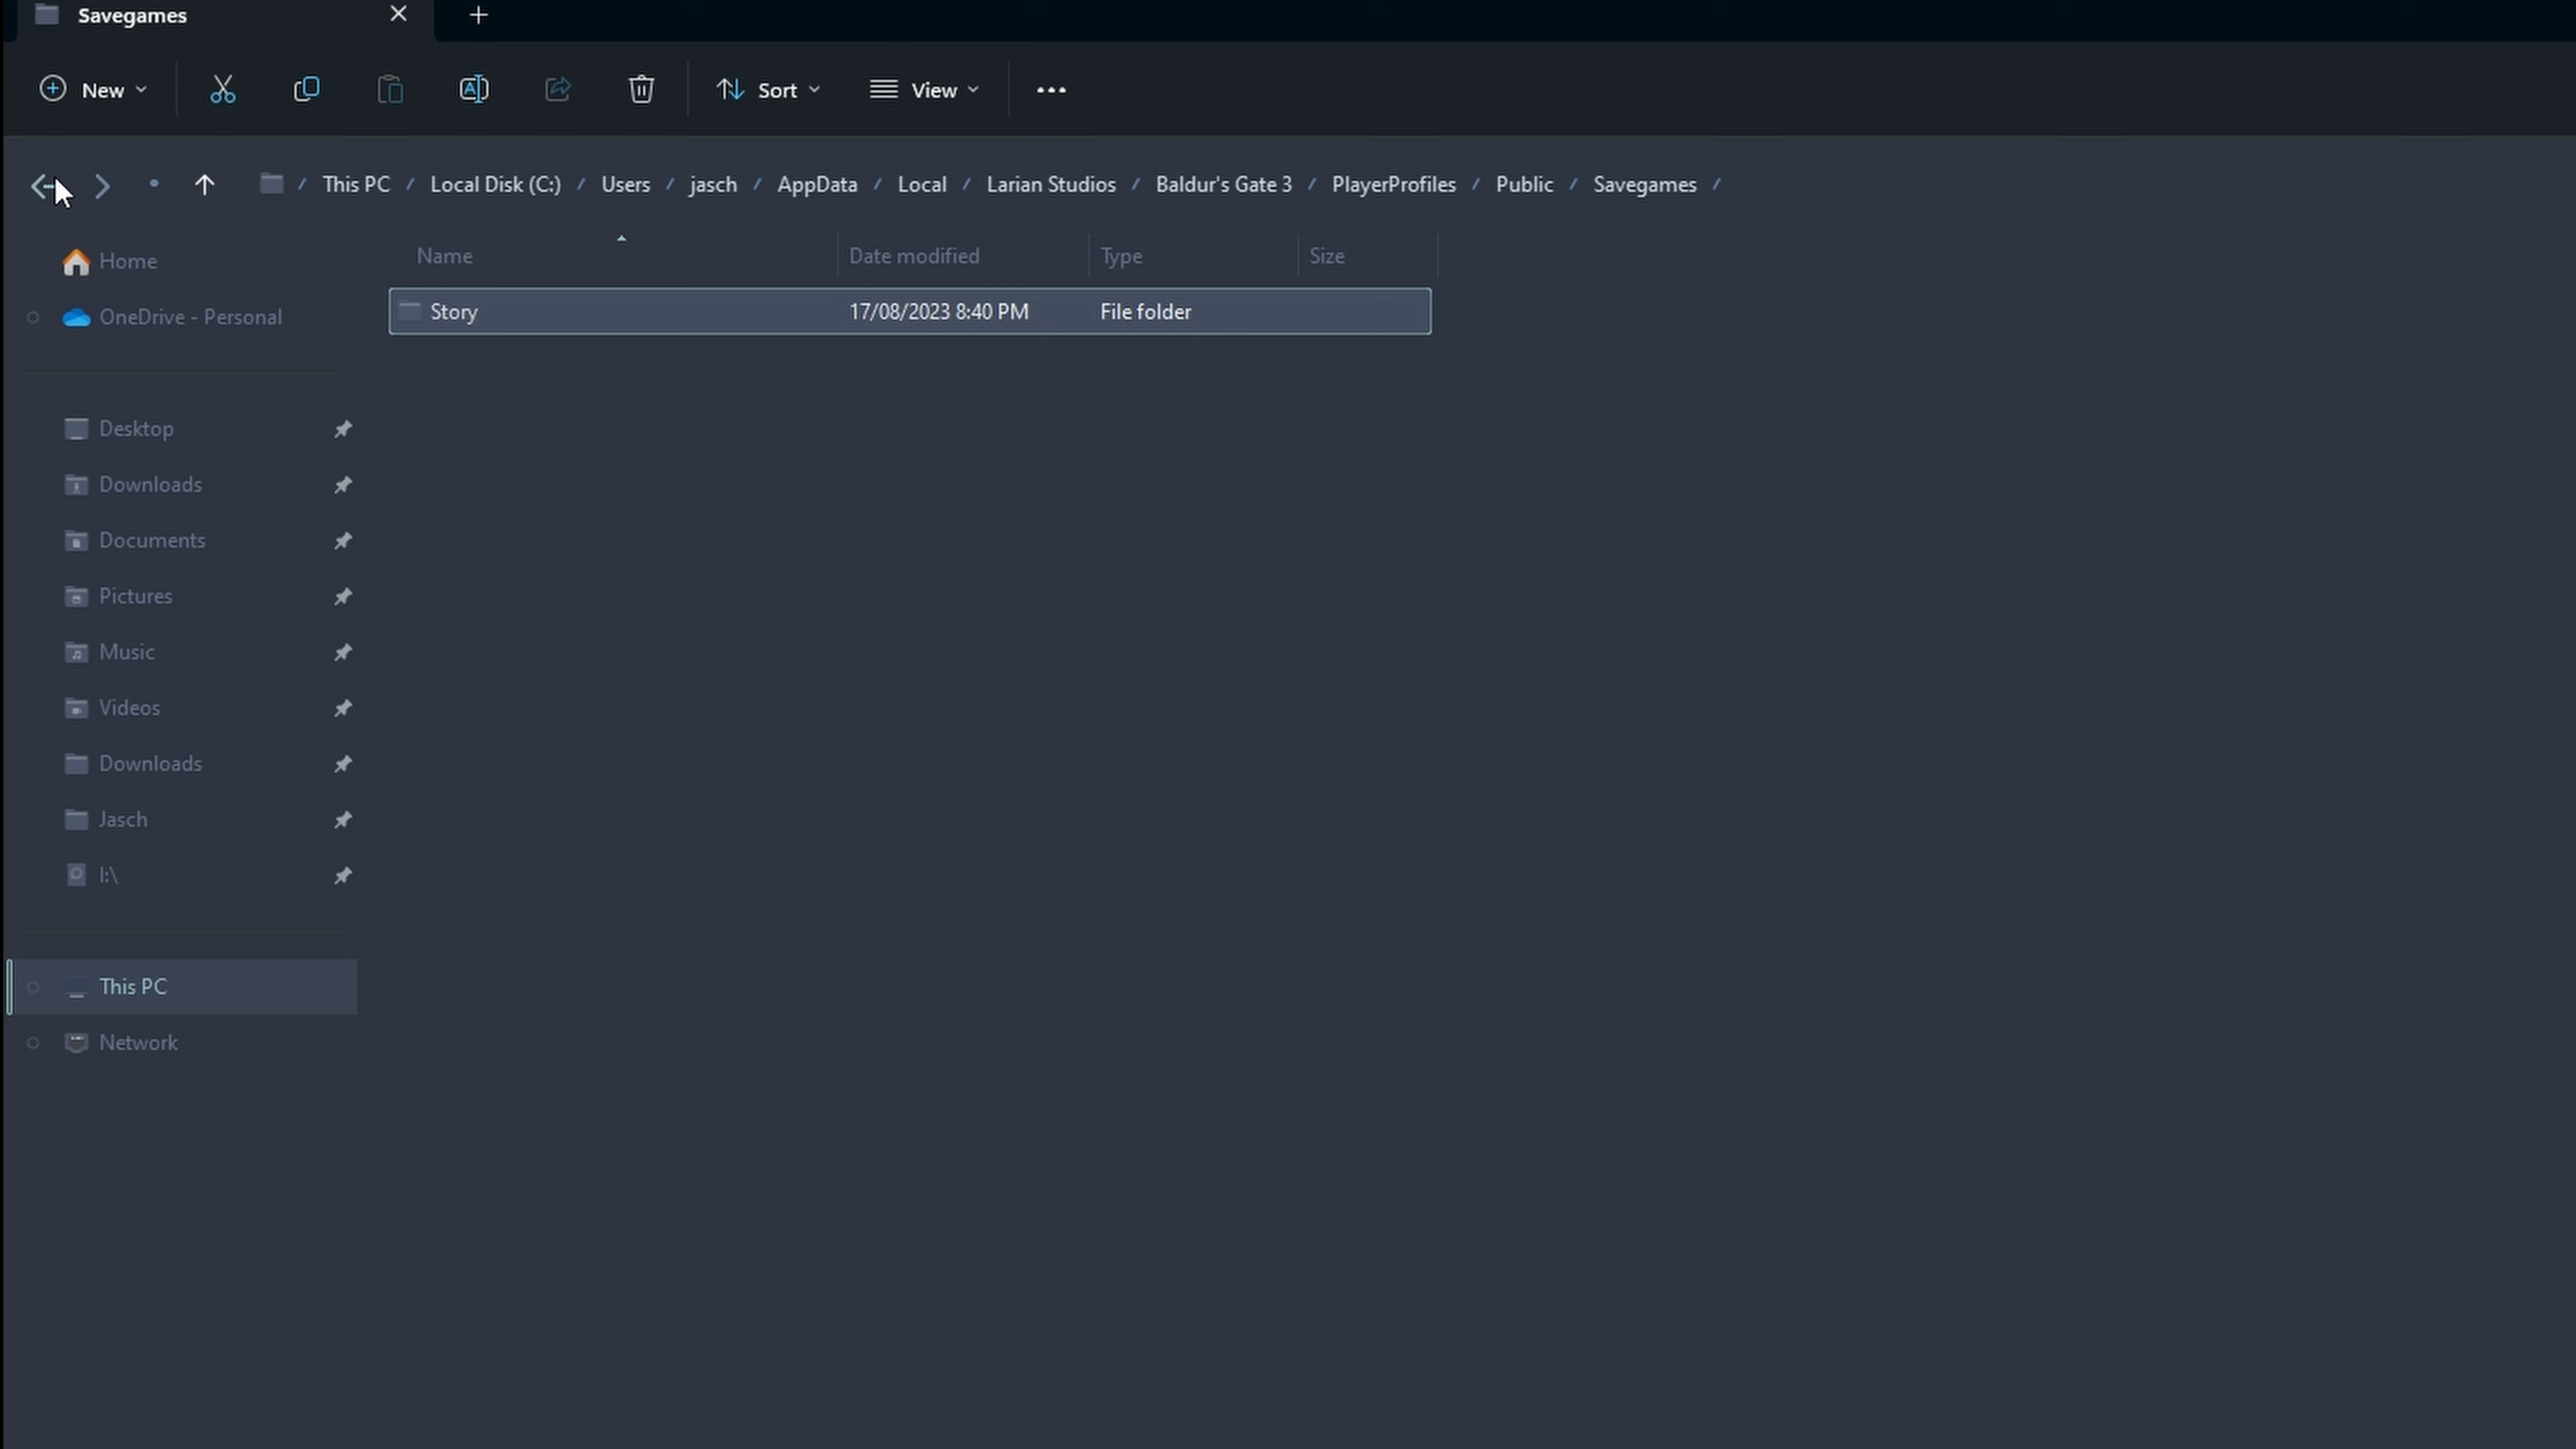 Savegames
New
Sort
View
This PC / Local Disk (C:) / Users / jasch / AppData / Local / Larian Studios / Baldur's Gate 3 / PlayerProfiles / Public / Savegames /
Name Date modified Type Size
Story 17/08/2023 8:40 PM File folder
Home
OneDrive - Personal
Desktop
Downloads
Documents
Pictures
Music
Videos
Downloads
Jasch
I:\
This PC
Network